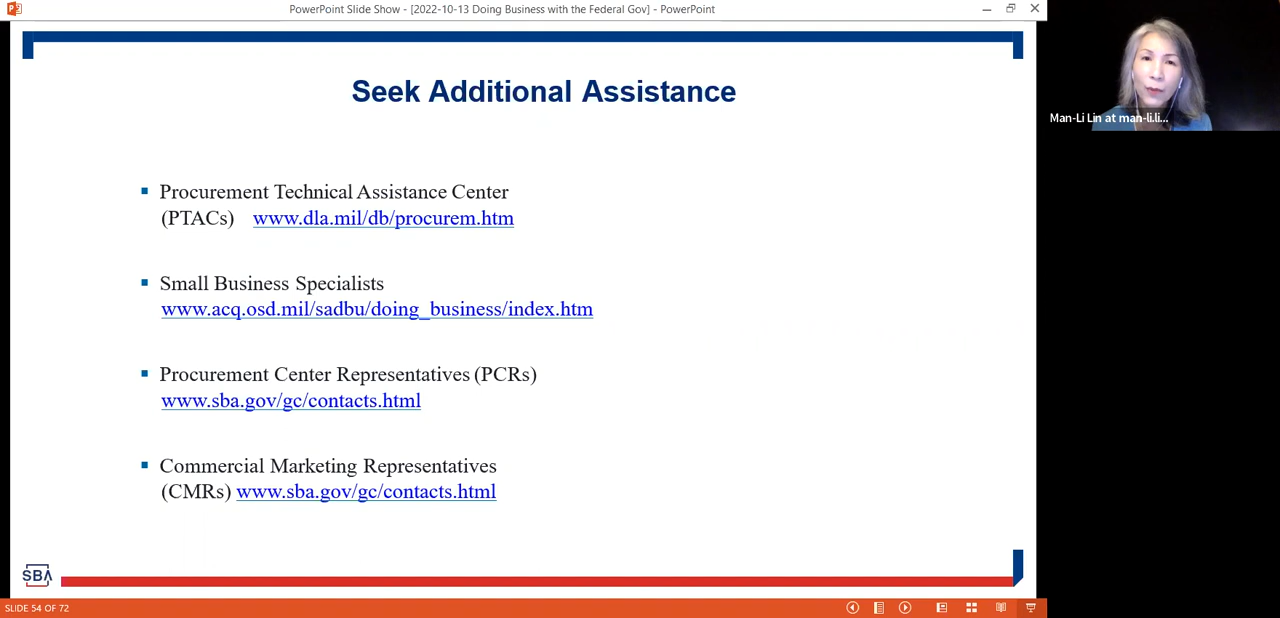 PowerPoint Slide Show - [2022-10-13 Doing Business with the Federal Gov] - PowerPoint
Seek Additional Assistance
Procurement Technical Assistance Center
(PTACs) www.dla.mil/db/procurem.htm
Small Business Specialists
www.acq.osd.mil/sadbu/doing_business/index.htm
Procurement Center Representatives (PCRs)
www.sba.gov/gc/contacts.html
Commercial Marketing Representatives
(CMRs) www.sba.gov/gc/contacts.html
SBA
SLIDE 54 OF 72
Man-Li Lin at man-li.li...